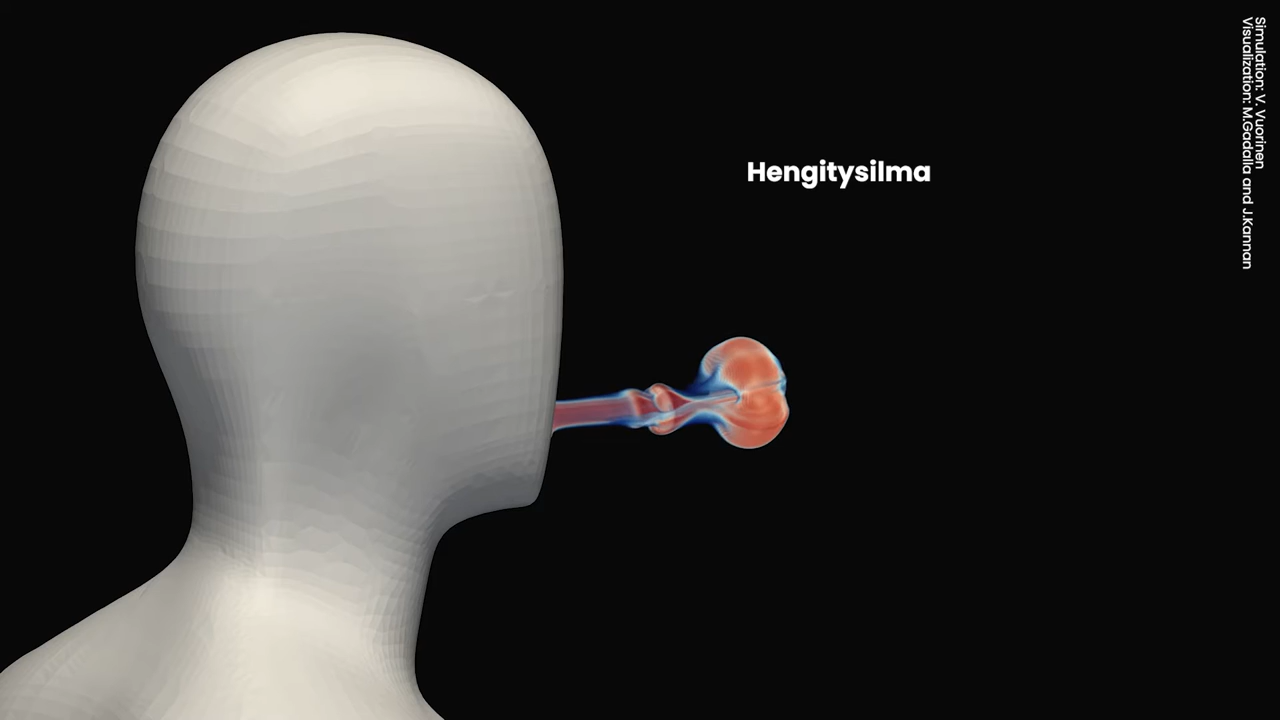 Hengitysilma
Simulation: V. Vuorinen
Visualization: M.Gadalla and J.Kannan